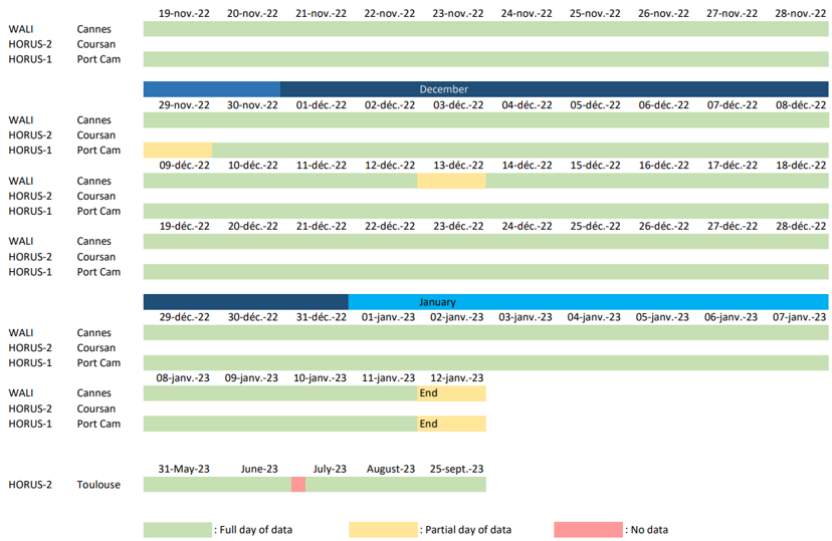 19-nov.-22 20-nov.-22 21-nov.-22 22-nov.-22 23-nov.-22 24-nov.-22 25-nov.-22 26-nov.-22 27-nov.-22 28-nov.-22
WALI Cannes
HORUS-2 Coursan
HORUS-1 Port Cam
December
29-nov.-22 30-nov.-22 01-déc.-22 02-déc.-22 03-déc.-22 04-déc.-22 05-déc.-22 06-déc.-22 07-déc.-22 08-déc.-22
WALI Cannes
HORUS-2 Coursan
HORUS-1 Port Cam
09-déc.-22 10-déc.-22 11-déc.-22 12-déc.-22 13-déc.-22 14-déc.-22 15-déc.-22 16-déc.-22 17-déc.-22 18-déc.-22
WALI Cannes
HORUS-2 Coursan
HORUS-1 Port Cam
19-déc.-22 20-déc.-22 21-déc.-22 22-déc.-22 23-déc.-22 24-déc.-22 25-déc.-22 26-déc.-22 27-déc.-22 28-déc.-22
WALI Cannes
HORUS-2 Coursan
HORUS-1 Port Cam
January
29-déc.-22 30-déc.-22 31-déc.-22 01-janv.-23 02-janv.-23 03-janv.-23 04-janv.-23 05-janv.-23 06-janv.-23 07-janv.-23
WALI Cannes
HORUS-2 Coursan
HORUS-1 Port Cam
08-janv.-23 09-janv.-23 10-janv.-23 11-janv.-23 12-janv.-23
WALI Cannes End
HORUS-2 Coursan
HORUS-1 Port Cam End
31-May-23 June-23 July-23 August-23 25-sept.-23
HORUS-2 Toulouse
: Full day of data : Partial day of data : No data